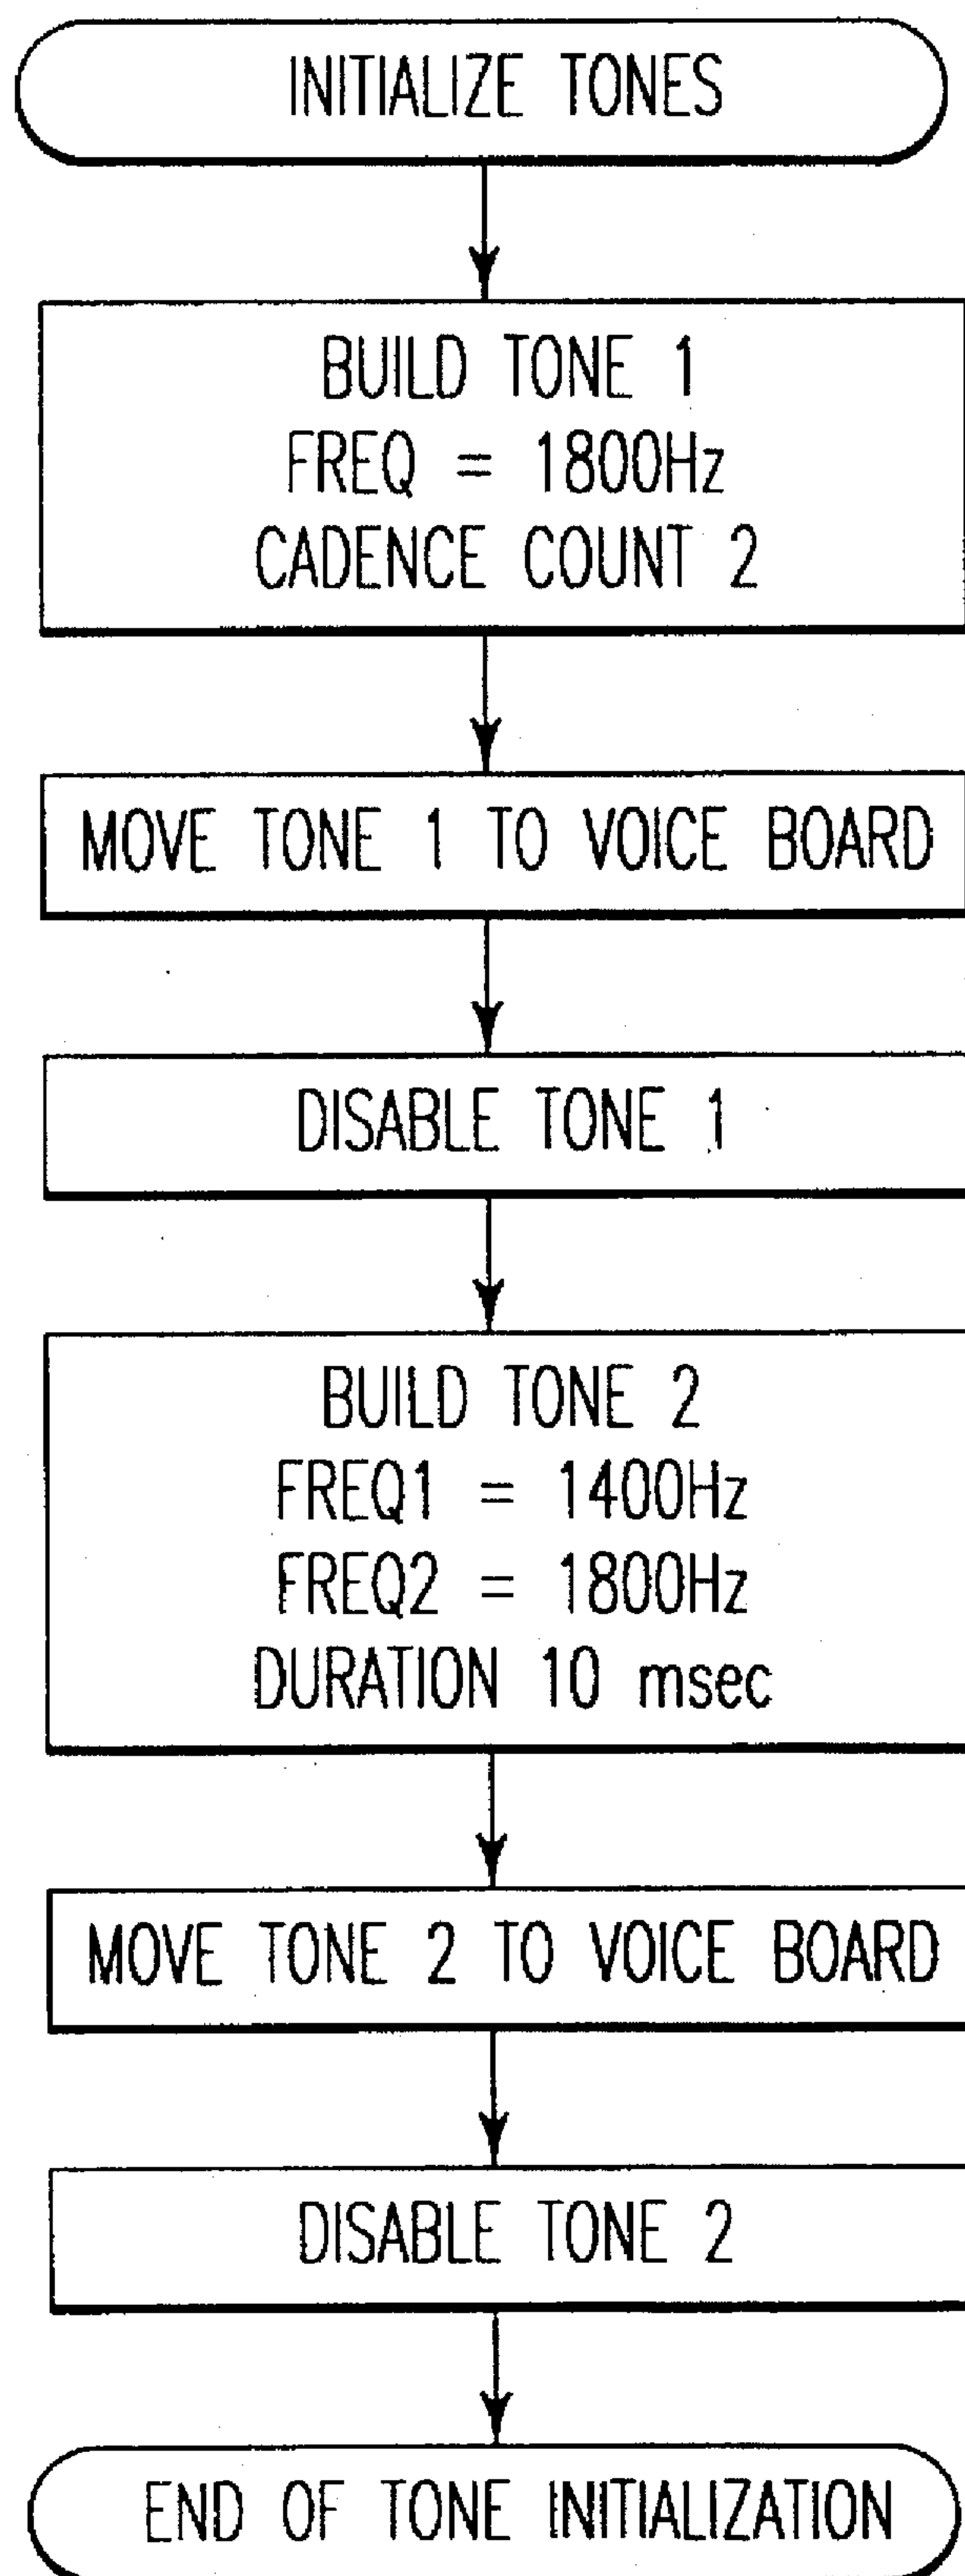 INITIALIZE TONES
BUILD TONE 1
FREQ = 1800Hz
CADENCE COUNT 2
MOVE TONE 1 TO VOICE BOARD
DISABLE TONE 1
BUILD TONE 2
FREQ1 = 1400Hz
FREQ2 = 1800Hz
DURATION 10 msec
MOVE TONE 2 TO VOICE BOARD
DISABLE TONE 2
END OF TONE INITIALIZATION